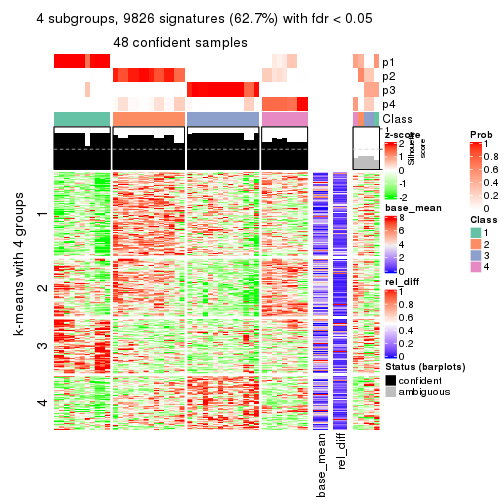 4 subgroups, 9826 signatures (62.7%) with fdr < 0.05
48 confident samples
p1
p2
p3
p4
Class
1
Silhouette
score
k-means with 4 groups
1
2
3
4
base_mean
rel_diff
z-score
2
1
0
-1
-2
base_mean
8
6
4
2
0
rel_diff
1
0.8
0.6
0.4
0.2
0
Status (barplots)
confident
ambiguous
Prob
1
0.8
0.6
0.4
0.2
0
Class
1
2
3
4